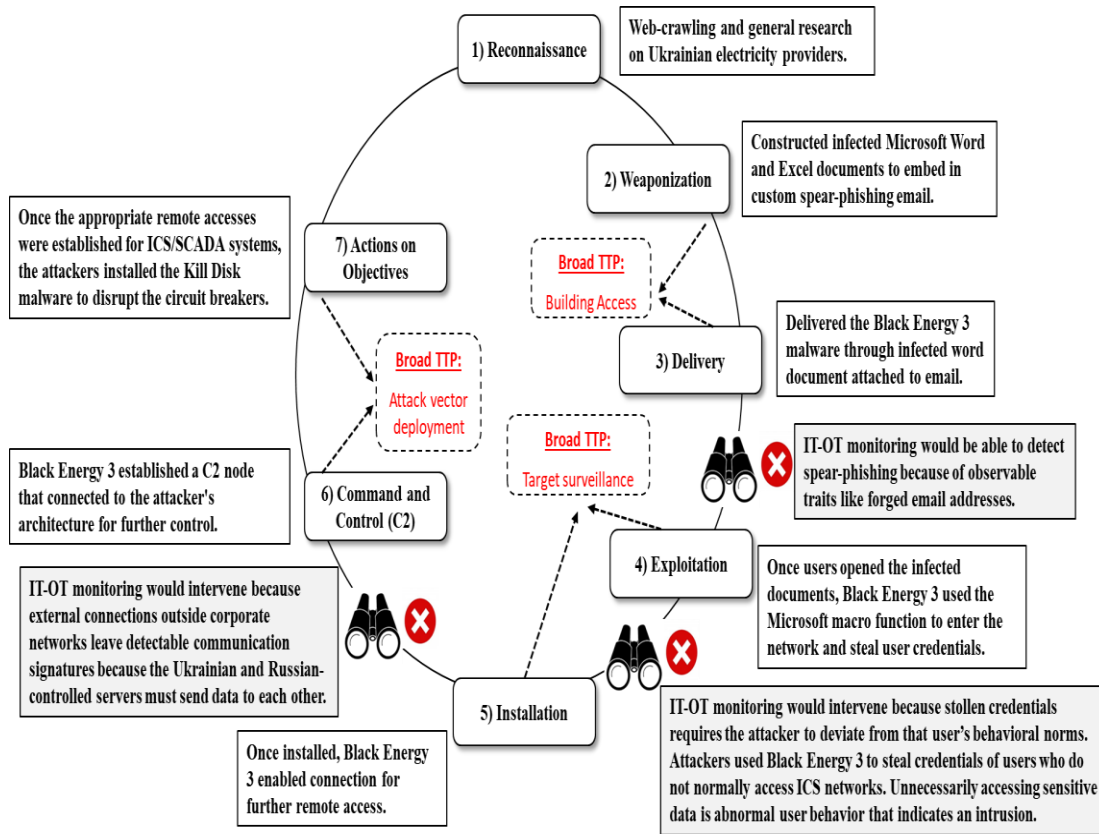 1) Reconnaissance
Web-crawling and general research
on Ukrainian electricity providers.
2) Weaponization
Constructed infected Microsoft Word
and Excel documents to embed in
custom spear-phishing email.
Broad TTP:
Building Access
3) Delivery
Delivered the Black Energy 3
malware through infected word
document attached to email.
IT-OT monitoring would be able to detect
spear-phishing because of observable
traits like forged email addresses.
Broad TTP:
Target surveillance
4) Exploitation
Once users opened the infected
documents, Black Energy 3 used the
Microsoft macro function to enter the
network and steal user credentials.
IT-OT monitoring would intervene because stollen credentials
requires the attacker to deviate from that user's behavioral norms.
Attackers used Black Energy 3 to steal credentials of users who do
not normally access ICS networks. Unnecessarily accessing sensitive
data is abnormal user behavior that indicates an intrusion.
5) Installation
Once installed, Black Energy
3 enabled connection for
further remote access.
IT-OT monitoring would intervene because
external connections outside corporate
networks leave detectable communication
signatures because the Ukrainian and Russian-
controlled servers must send data to each other.
6) Command and
Control (C2)
Black Energy 3 established a C2 node
that connected to the attacker's
architecture for further control.
Broad TTP:
Attack vector
deployment
7) Actions on
Objectives
Once the appropriate remote accesses
were established for ICS/SCADA systems,
the attackers installed the Kill Disk
malware to disrupt the circuit breakers.